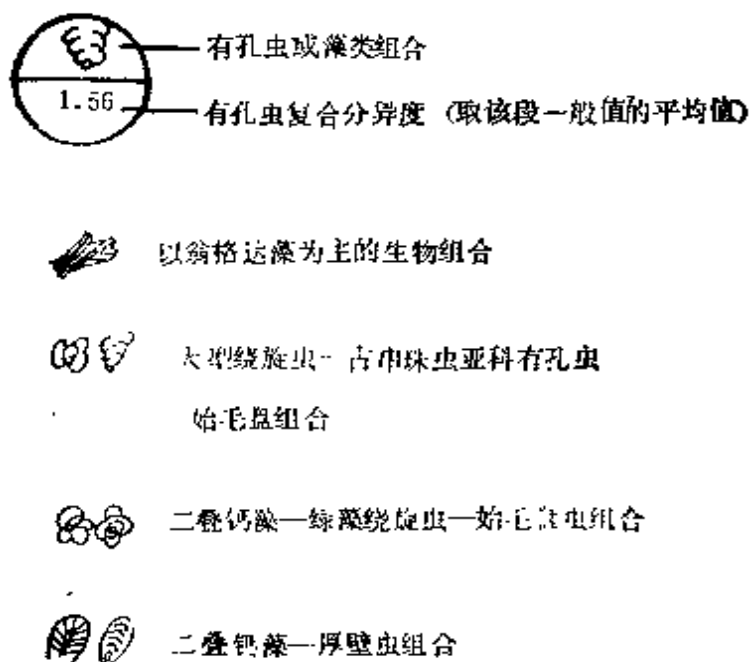 有孔虫或藻类组合
1.56
有孔虫复合分异度（取该段一般值的平均值）
以翁格达藻为主的生物组合
大型绕旋虫—古串珠虫亚科有孔虫
始毛盘组合
二叠钙藻—绿藻绕旋虫—始毛盘虫组合
二叠钙藻—厚壁虫组合